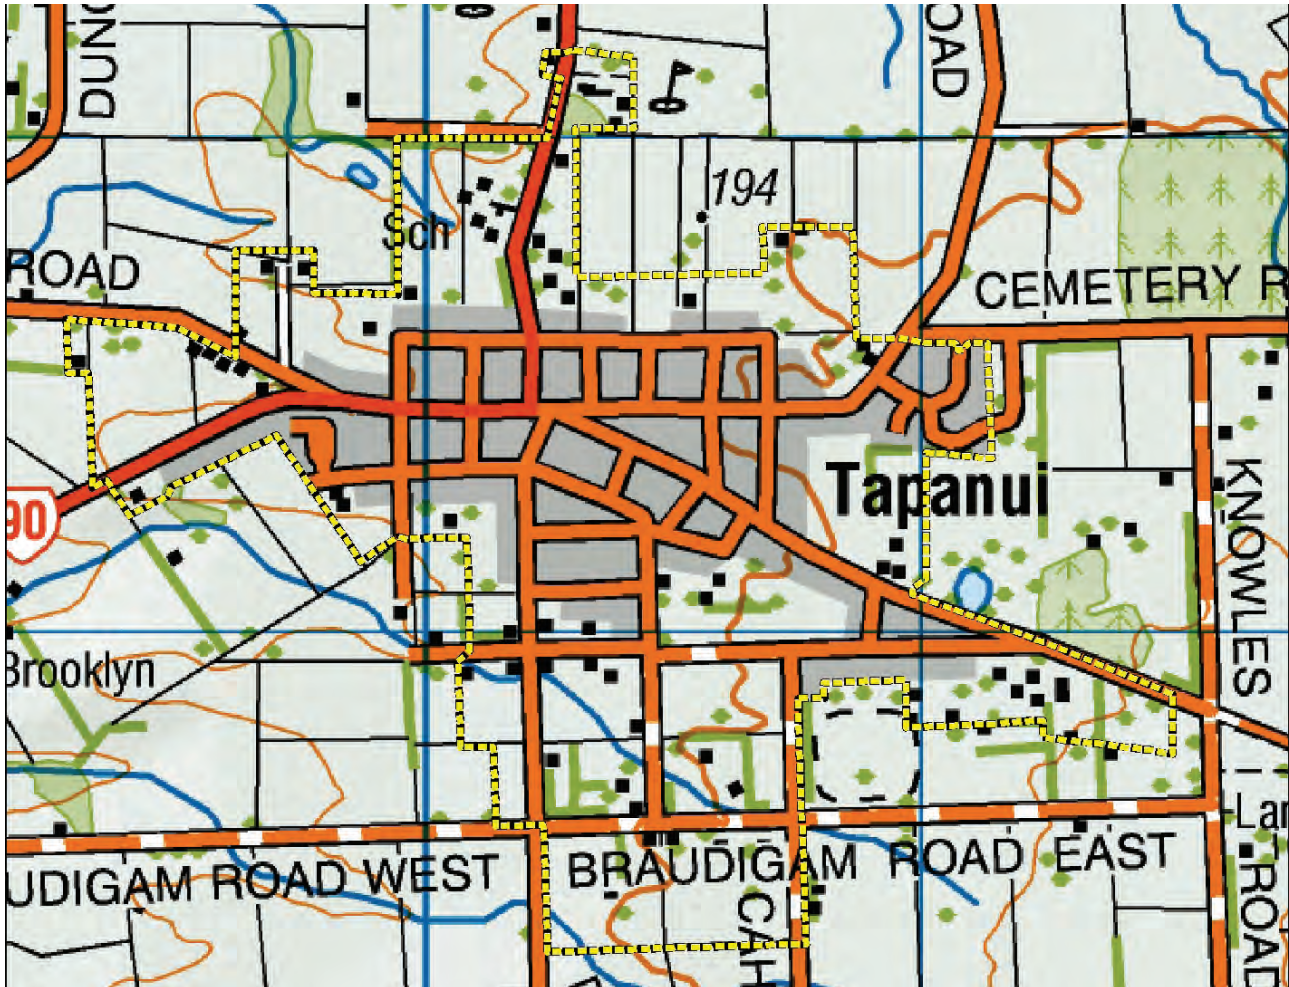 DUNC
OAD
194
Sch
ROAD
CEMETERY R
Tapanui
90
KNOWLES
Brooklyn
Lar
UDIGAM ROAD WEST
BRAUDIGAM ROAD EAST
CAH
ROAD